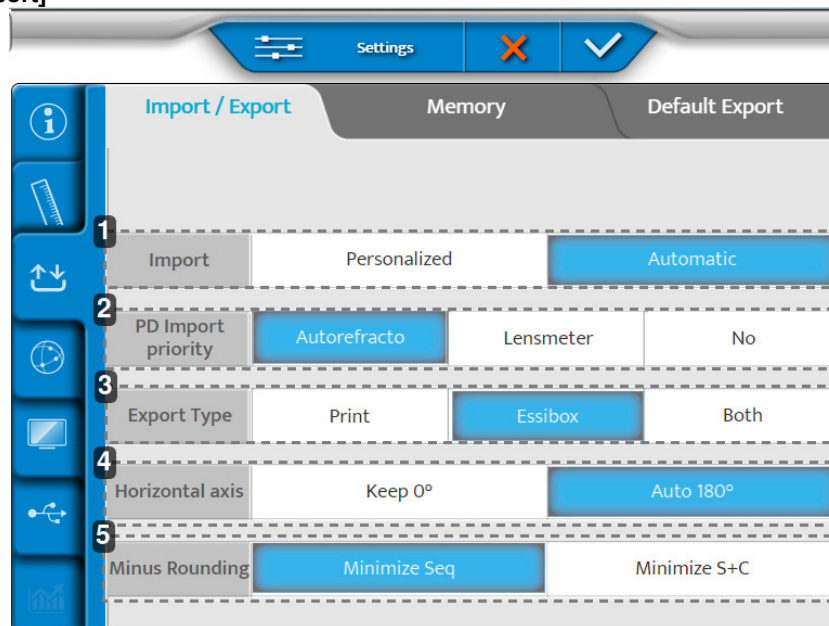 ort]
Settings
Import / Export Memory Default Export
1
Import Personalized Automatic
2
PD Import
priority Autorefracto Lensmeter No
3
Export Type Print Essibox Both
4
Horizontal axis Keep 0° Auto 180°
5
Minus Rounding Minimize Seq Minimize S+C